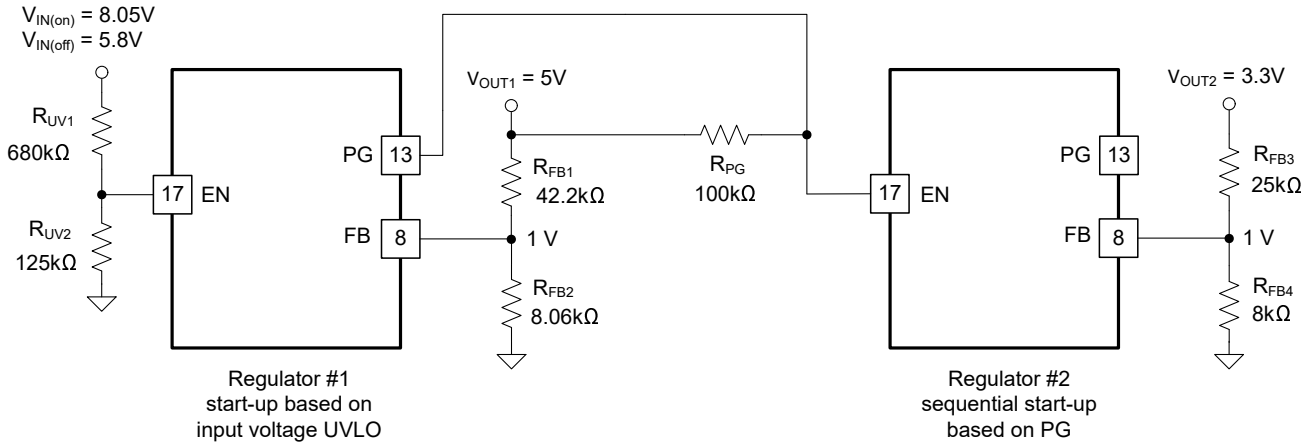 VIN(on) = 8.05V
VIN(off) = 5.8V
RUV1
680kΩ
RUV2
125kΩ
17
EN
PG
13
FB
8
Regulator #1
start-up based on
input voltage UVLO
VOUT1 = 5V
RFB1
42.2kΩ
1 V
RFB2
8.06kΩ
RPG
100kΩ
17
EN
PG
13
FB
8
Regulator #2
sequential start-up
based on PG
VOUT2 = 3.3V
RFB3
25kΩ
1 V
RFB4
8kΩ